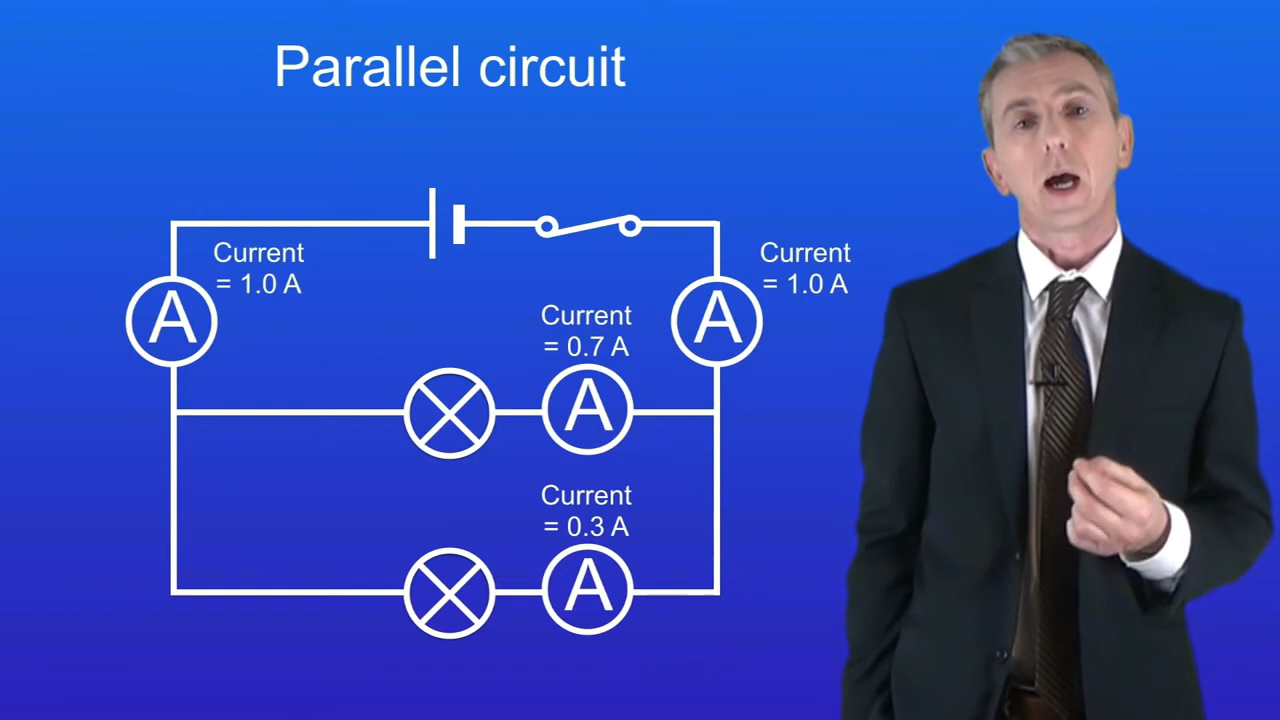 Parallel circuit
Current
= 1.0 A
Current
= 1.0 A
A
A
Current
= 0.7 A
A
Current
= 0.3 A
A